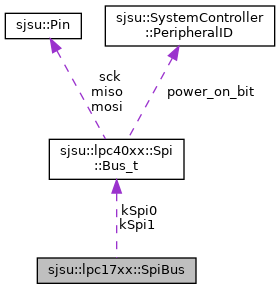 sjsu::Pin
sjsu::SystemController
::PeripheralID
sck
miso
mosi
power_on_bit
sjsu::lpc40xx::Spi
::Bus_t
kSpi0
kSpi1
sjsu::lpc17xx::SpiBus